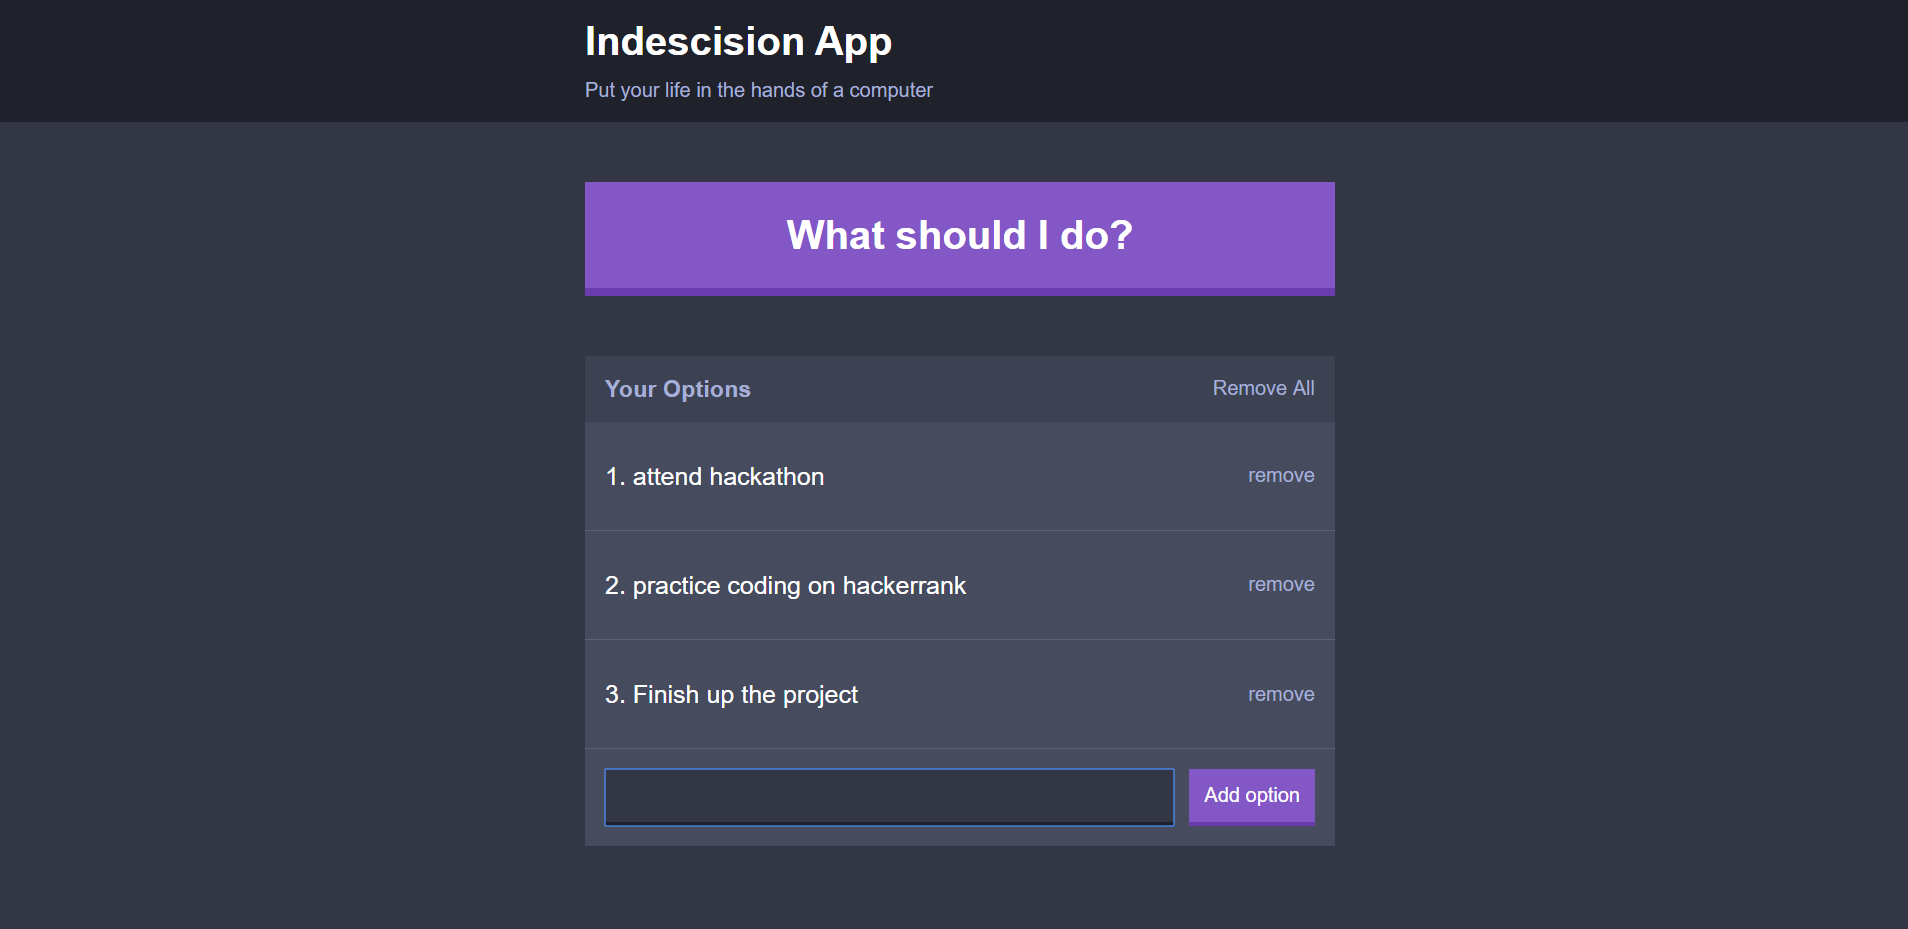 Indescision App
Put your life in the hands of a computer
What should I do?
Your Options Remove All
1. attend hackathon remove
2. practice coding on hackerrank remove
3. Finish up the project remove
Add option